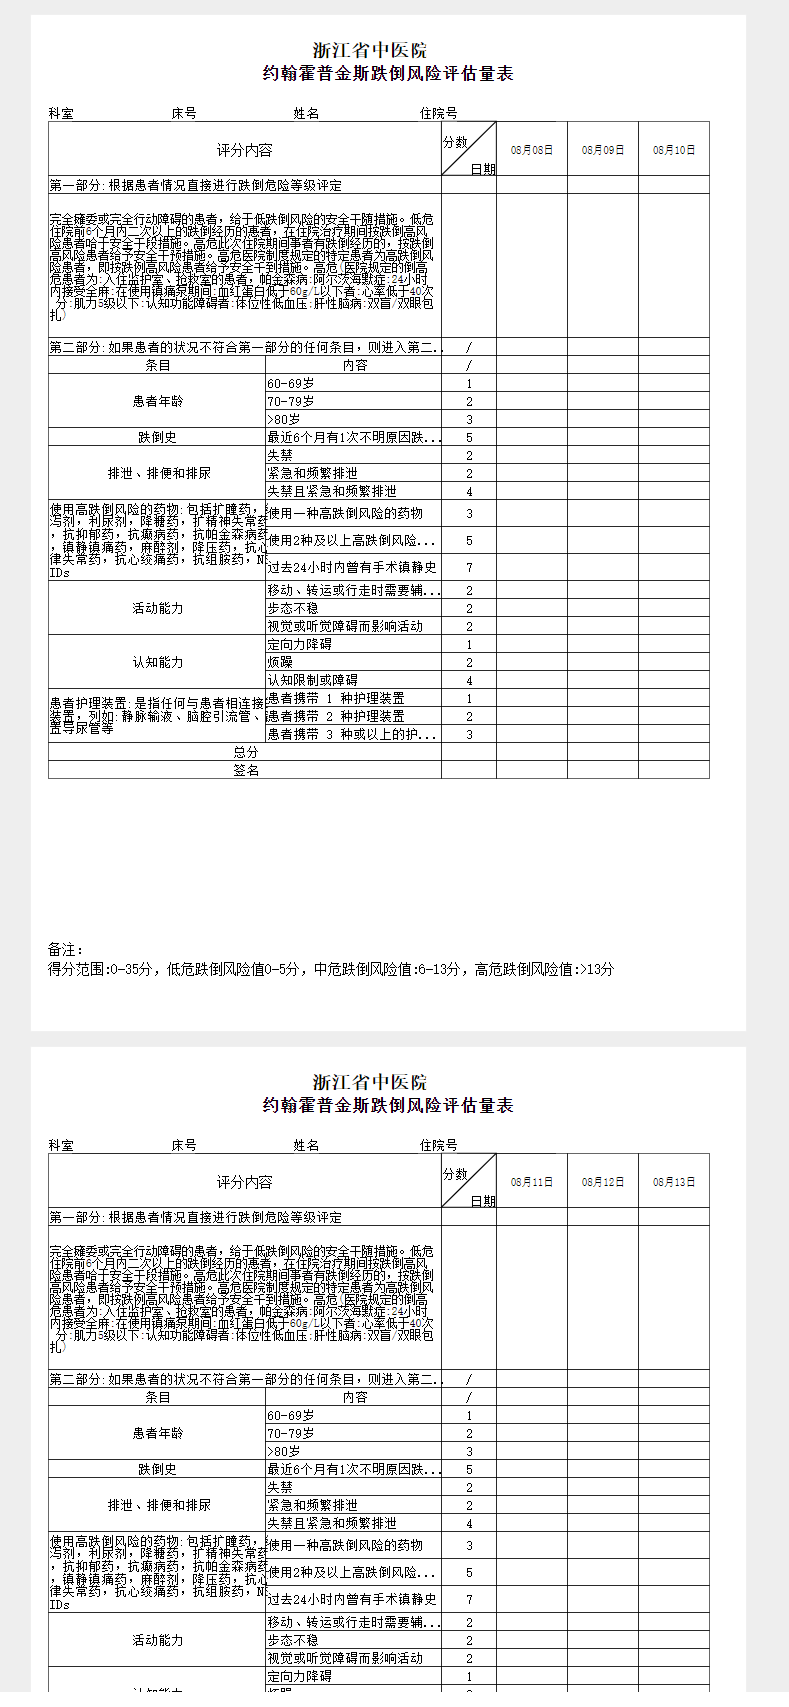 浙江省中医院
约翰霍普金斯跌倒风险评估量表
科室 床号 姓名 住院号
评分内容 分数 日期 08月08日 08月09日 08月10日
第一部分:根据患者情况直接进行跌倒危险等级评定
完全瘫委或完全行动障碍的患者，给于低跌倒风险的安全干随措施。低危
住院前6个月内二次以上的跌倒经历的惠者，在住院治疗期间按跌倒高风
险患者哈于安全于段措施。高危此次住院期间事者有跌倒经历的，按跌倒
高风险患者给予安全干预措施。高危医院制度规定的特定患者为高跌倒风
险患者，即按跌例高风险患者给予安全干到措施。高危(医院规定的倒高
危患者为:入住监护室、抢救室的患者，帕金森病:阿尔茨海默症:24小时
内接受全麻:在使用镇痛泵期间:血红蛋白低于60g/L以下者:心率低于40次
分:肌力5级以下:认知功能障碍者:体位性低血压:肝性脑病:双盲/双眼包
扎)
第二部分:如果患者的状况不符合第一部分的任何条目，则进入第二.. /
条目 内容 /
患者年龄 60-69岁 1
70-79岁 2
>80岁 3
跌倒史 最近6个月有1次不明原因跌... 5
排泄、排便和排尿 失禁 2
紧急和频繁排泄 2
失禁且紧急和频繁排泄 4
使用高跌倒风险的药物:包括扩瞳药，
泻剂，利尿剂，降糖药，扩精神失常药
，抗抑郁药，抗癫病药，抗帕金森病药
，镇静镇痛药，麻醉剂，降压药，抗心
律失常药，抗心绞痛药，抗组胺药，NS
IDs
使用一种高跌倒风险的药物 3
使用2种及以上高跌倒风险... 5
过去24小时内曾有手术镇静史 7
活动能力 移动、转运或行走时需要辅... 2
步态不稳 2
视觉或听觉障碍而影响活动 2
认知能力 定向力降碍 1
烦躁 2
认知限制或障碍 4
患者护理装置:是指任何与患者相连接
装置，列如:静脉输液、脑腔引流管、
置导尿管等
患者携带 1 种护理装置 1
患者携带 2 种护理装置 2
患者携带 3 种或以上的护... 3
总分
签名
备注:
得分范围:0-35分，低危跌倒风险值0-5分，中危跌倒风险值:6-13分，高危跌倒风险值:>13分
浙江省中医院
约翰霍普金斯跌倒风险评估量表
科室 床号 姓名 住院号
评分内容 分数 日期 08月11日 08月12日 08月13日
第一部分:根据患者情况直接进行跌倒危险等级评定
完全瘫委或完全行动障碍的患者，给于低跌倒风险的安全干随措施。低危
住院前6个月内二次以上的跌倒经历的惠者，在住院治疗期间按跌倒高风
险患者哈于安全于段措施。高危此次住院期间事者有跌倒经历的，按跌倒
高风险患者给予安全干预措施。高危医院制度规定的特定患者为高跌倒风
险患者，即按跌例高风险患者给予安全干到措施。高危(医院规定的倒高
危患者为:入住监护室、抢救室的患者，帕金森病:阿尔茨海默症:24小时
内接受全麻:在使用镇痛泵期间:血红蛋白低于60g/L以下者:心率低于40次
分:肌力5级以下:认知功能障碍者:体位性低血压:肝性脑病:双盲/双眼包
扎)
第二部分:如果患者的状况不符合第一部分的任何条目，则进入第二.. /
条目 内容 /
患者年龄 60-69岁 1
70-79岁 2
>80岁 3
跌倒史 最近6个月有1次不明原因跌... 5
排泄、排便和排尿 失禁 2
紧急和频繁排泄 2
失禁且紧急和频繁排泄 4
使用高跌倒风险的药物:包括扩瞳药，
泻剂，利尿剂，降糖药，扩精神失常药
，抗抑郁药，抗癫病药，抗帕金森病药
，镇静镇痛药，麻醉剂，降压药，抗心
律失常药，抗心绞痛药，抗组胺药，NS
IDs
使用一种高跌倒风险的药物 3
使用2种及以上高跌倒风险... 5
过去24小时内曾有手术镇静史 7
活动能力 移动、转运或行走时需要辅... 2
步态不稳 2
视觉或听觉障碍而影响活动 2
定向力降碍 1